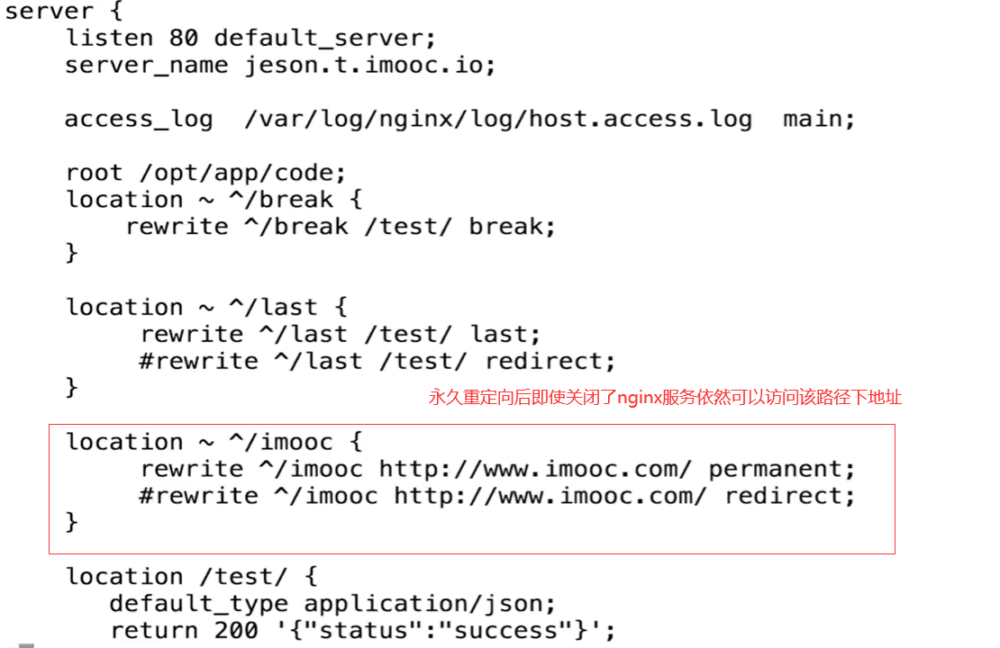 server {
listen 80 default_server;
server_name jeson.t.imooc.io;
access_log  /var/log/nginx/log/host.access.log  main;
root /opt/app/code;
location ~ ^/break {
rewrite ^/break /test/ break;
}
location ~ ^/last {
rewrite ^/last /test/ last;
#rewrite ^/last /test/ redirect;
}
永久重定向后即使关闭了nginx服务依然可以访问该路径下地址
location ~ ^/imooc {
rewrite ^/imooc http://www.imooc.com/ permanent;
#rewrite ^/imooc http://www.imooc.com/ redirect;
}
location /test/ {
default_type application/json;
return 200 '{"status":"success"}';